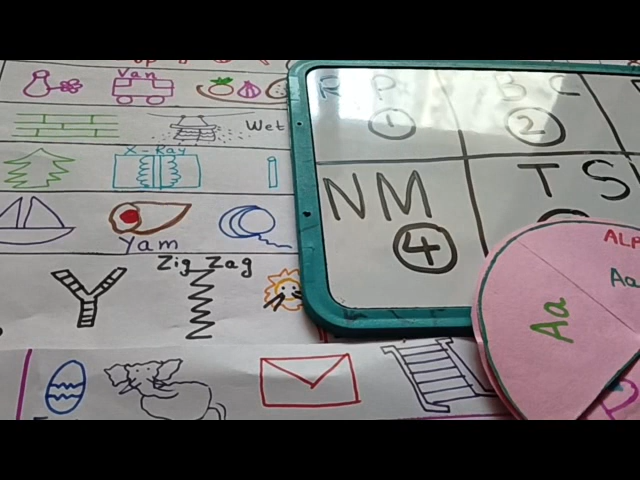 Van
Wet
X-Ray
Yam
Zig Zag
R P
1
B C
2
N M
4
T S
ALP
Aa
Aa